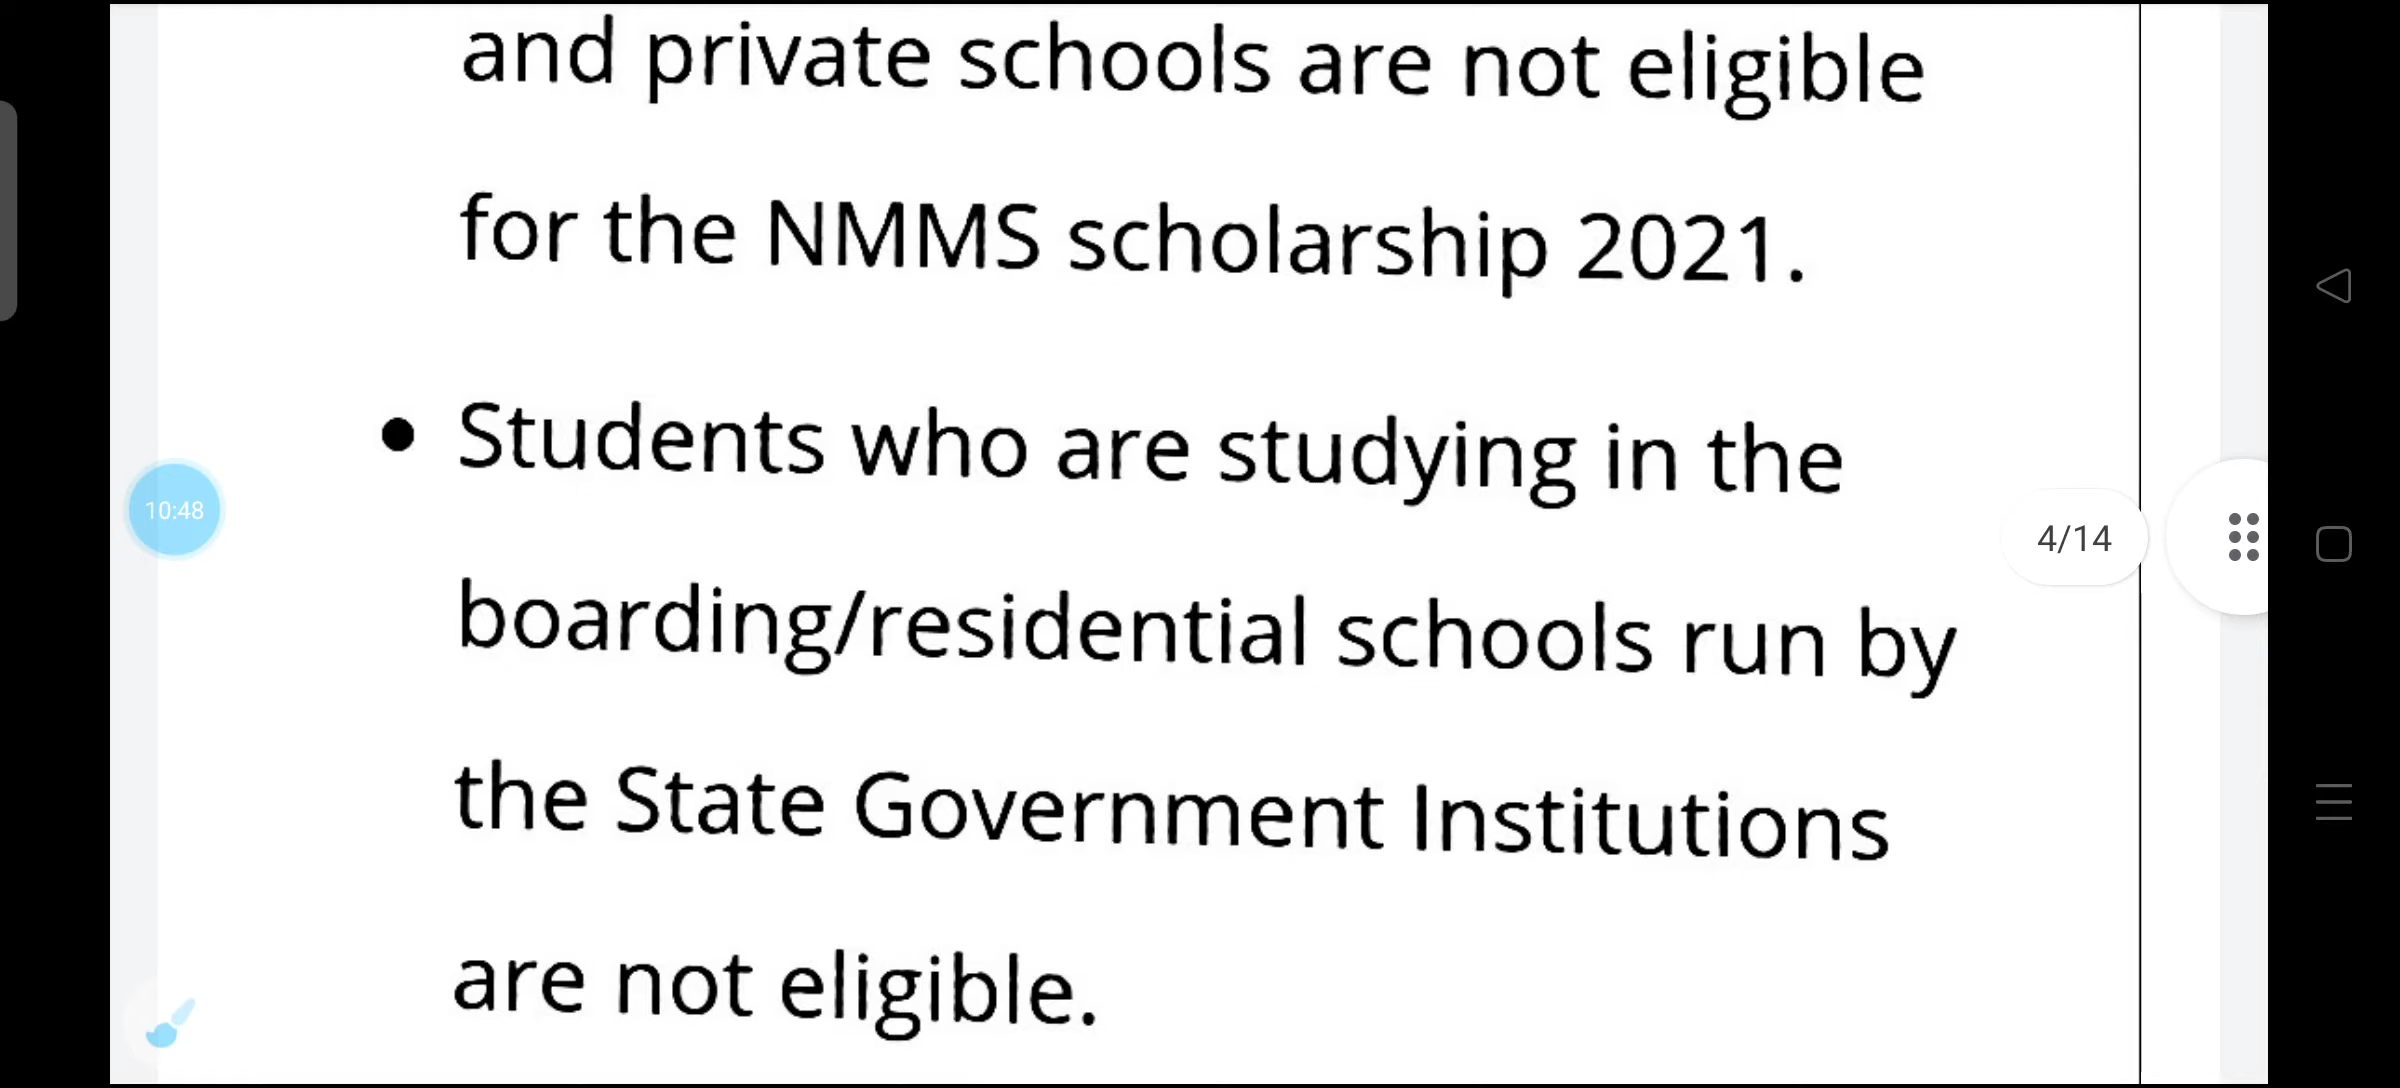 and private schools are not eligible
for the NMMS scholarship 2021.
• Students who are studying in the
boarding/residential schools run by
the State Government Institutions
are not eligible.
10:48
4/14